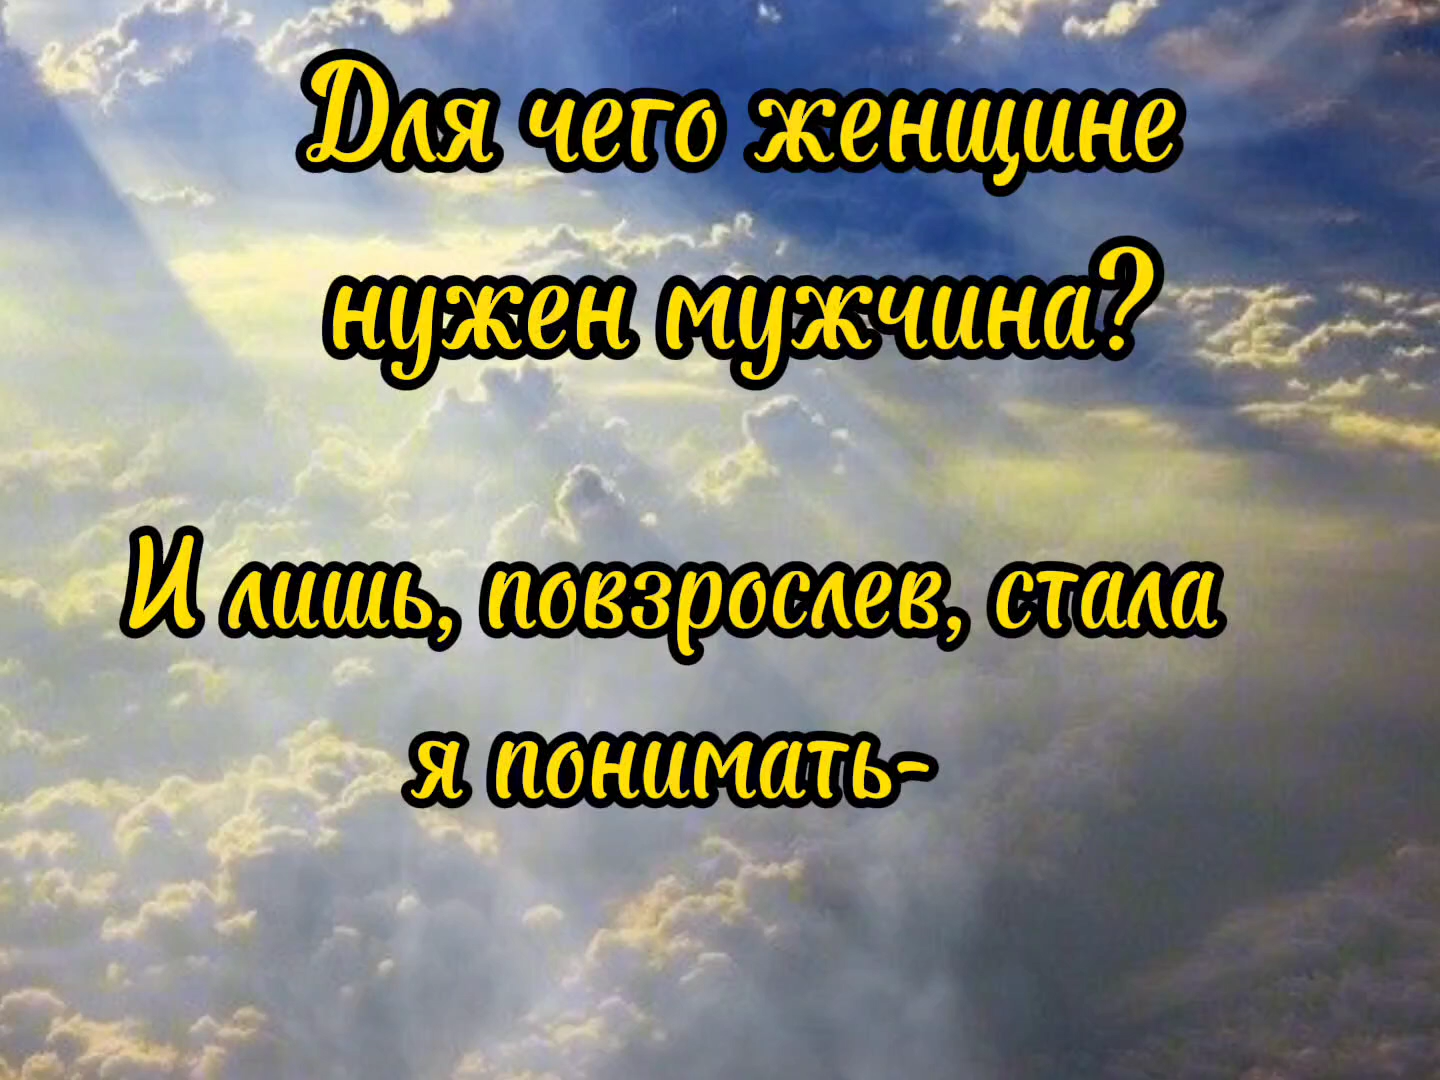 Для чего женщине
нужен мужчина?
И лишь, повзрослев, стала
я понимать-